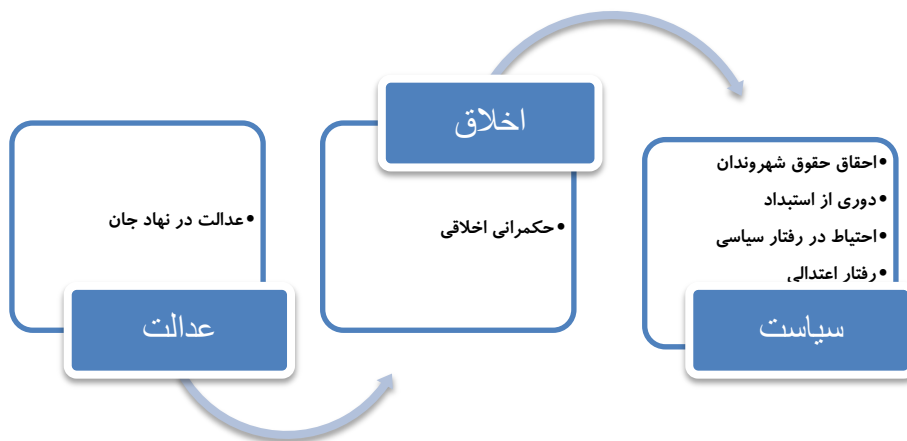 عدالت
•عدالت در نهاد جان
اخلاق
•حکمرانی اخلاقی
سیاست
•احقاق حقوق شهروندان
•دوری از استبداد
•احتیاط در رفتار سیاسی
•رفتار اعتدالی